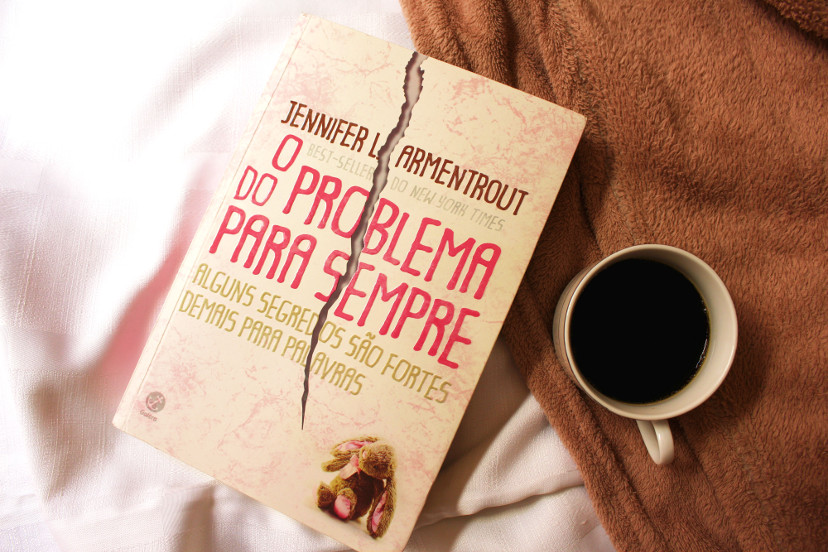 JENNIFER L. ARMENTROUT
BEST-SELLER DO NEW YORK TIMES
O PROBLEMA
DO
PARA SEMPRE
ALGUNS SEGREDOS SÃO FORTES
DEMAIS PARA PALAVRAS